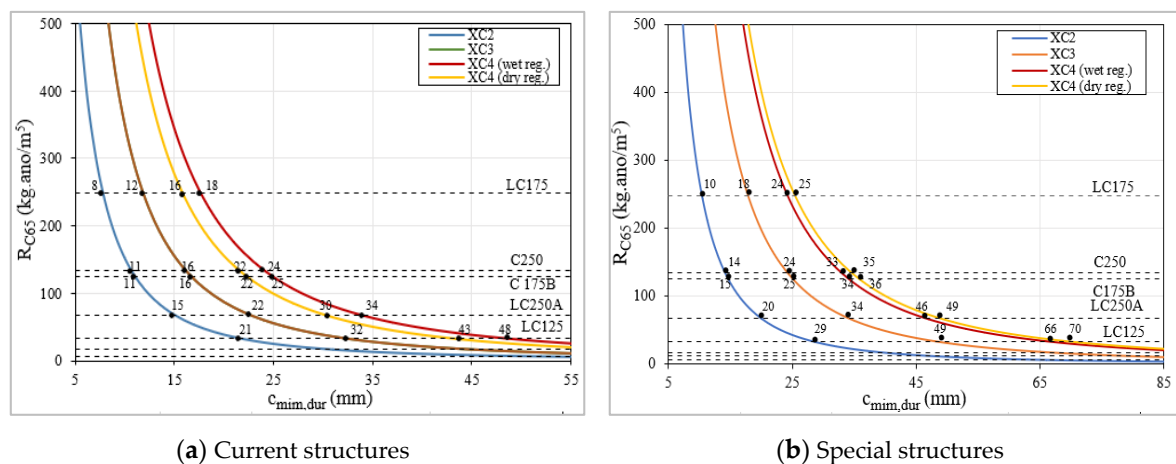 500
400
300
200
100
0
R_C65 (kg.ano/m^5)
XC2
XC3
XC4 (wet reg.)
XC4 (dry reg.)
8
12
16
18
LC175
11
16
22
24
C250
11
16
22
25
C 175B
15
22
30
34
LC250A
21
32
43
48
LC125
5
15
25
35
45
55
c_mim,dur (mm)
(a) Current structures
500
400
300
200
100
0
R_C65 (kg.ano/m^5)
XC2
XC3
XC4 (wet reg.)
XC4 (dry reg.)
10
18
24
25
LC175
14
24
33
35
C250
15
25
34
36
C175B
20
34
46
49
LC250A
29
49
66
70
LC125
5
25
45
65
85
c_mim,dur (mm)
(b) Special structures